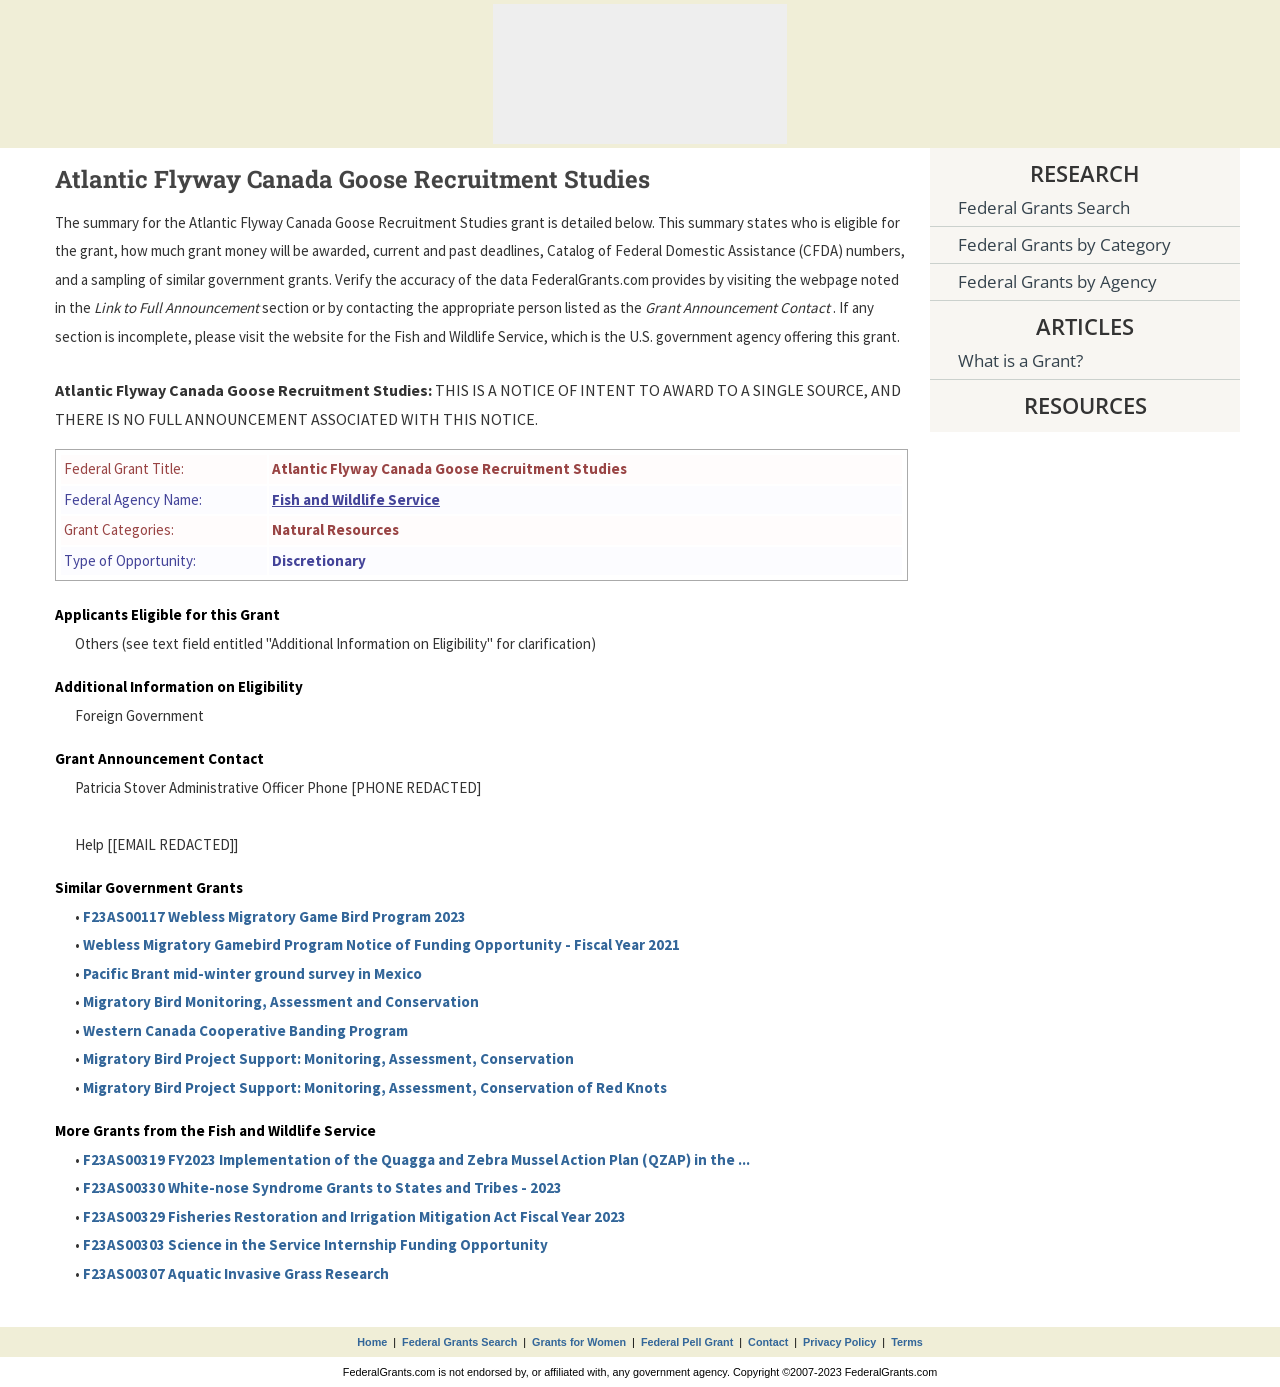 Atlantic Flyway Canada Goose Recruitment Studies
The summary for the Atlantic Flyway Canada Goose Recruitment Studies grant is detailed below. This summary states who is eligible for
the grant, how much grant money will be awarded, current and past deadlines, Catalog of Federal Domestic Assistance (CFDA) numbers,
and a sampling of similar government grants. Verify the accuracy of the data FederalGrants.com provides by visiting the webpage noted
in the Link to Full Announcement section or by contacting the appropriate person listed as the Grant Announcement Contact . If any
section is incomplete, please visit the website for the Fish and Wildlife Service, which is the U.S. government agency offering this grant.
Atlantic Flyway Canada Goose Recruitment Studies: THIS IS A NOTICE OF INTENT TO AWARD TO A SINGLE SOURCE, AND
THERE IS NO FULL ANNOUNCEMENT ASSOCIATED WITH THIS NOTICE.
Federal Grant Title: Atlantic Flyway Canada Goose Recruitment Studies
Federal Agency Name: Fish and Wildlife Service
Grant Categories: Natural Resources
Type of Opportunity: Discretionary
Applicants Eligible for this Grant
Others (see text field entitled "Additional Information on Eligibility" for clarification)
Additional Information on Eligibility
Foreign Government
Grant Announcement Contact
Patricia Stover Administrative Officer Phone [PHONE REDACTED]
Help [[EMAIL REDACTED]]
Similar Government Grants
• F23AS00117 Webless Migratory Game Bird Program 2023
• Webless Migratory Gamebird Program Notice of Funding Opportunity - Fiscal Year 2021
• Pacific Brant mid-winter ground survey in Mexico
• Migratory Bird Monitoring, Assessment and Conservation
• Western Canada Cooperative Banding Program
• Migratory Bird Project Support: Monitoring, Assessment, Conservation
• Migratory Bird Project Support: Monitoring, Assessment, Conservation of Red Knots
More Grants from the Fish and Wildlife Service
• F23AS00319 FY2023 Implementation of the Quagga and Zebra Mussel Action Plan (QZAP) in the ...
• F23AS00330 White-nose Syndrome Grants to States and Tribes - 2023
• F23AS00329 Fisheries Restoration and Irrigation Mitigation Act Fiscal Year 2023
• F23AS00303 Science in the Service Internship Funding Opportunity
• F23AS00307 Aquatic Invasive Grass Research
RESEARCH
Federal Grants Search
Federal Grants by Category
Federal Grants by Agency
ARTICLES
What is a Grant?
RESOURCES
Home | Federal Grants Search | Grants for Women | Federal Pell Grant | Contact | Privacy Policy | Terms
FederalGrants.com is not endorsed by, or affiliated with, any government agency. Copyright ©2007-2023 FederalGrants.com